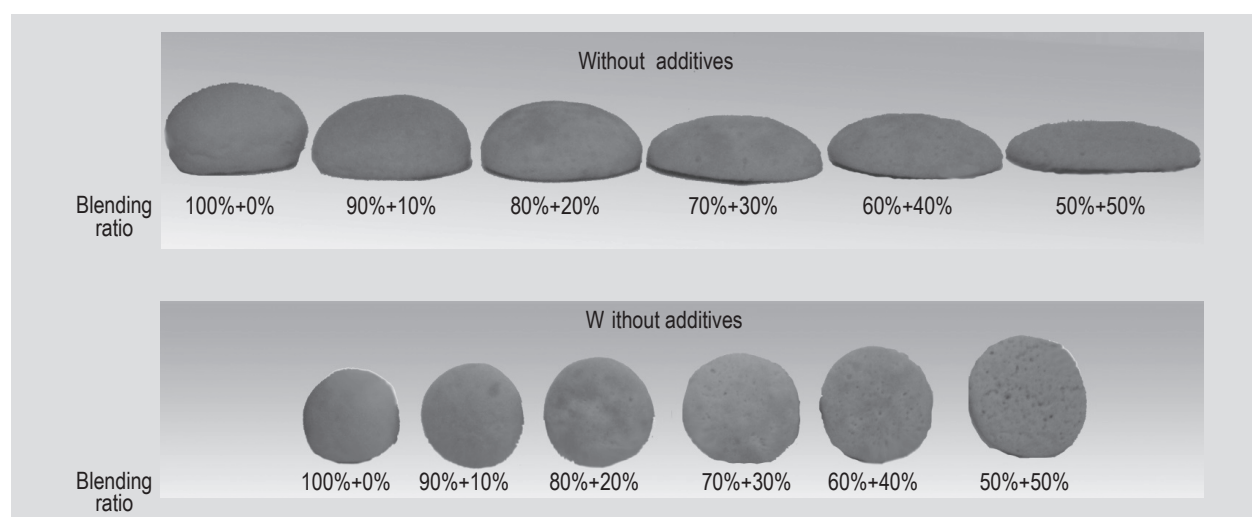 Without additives
Blending ratio 100%+0% 90%+10% 80%+20% 70%+30% 60%+40% 50%+50%
W ithout additives
Blending ratio 100%+0% 90%+10% 80%+20% 70%+30% 60%+40% 50%+50%